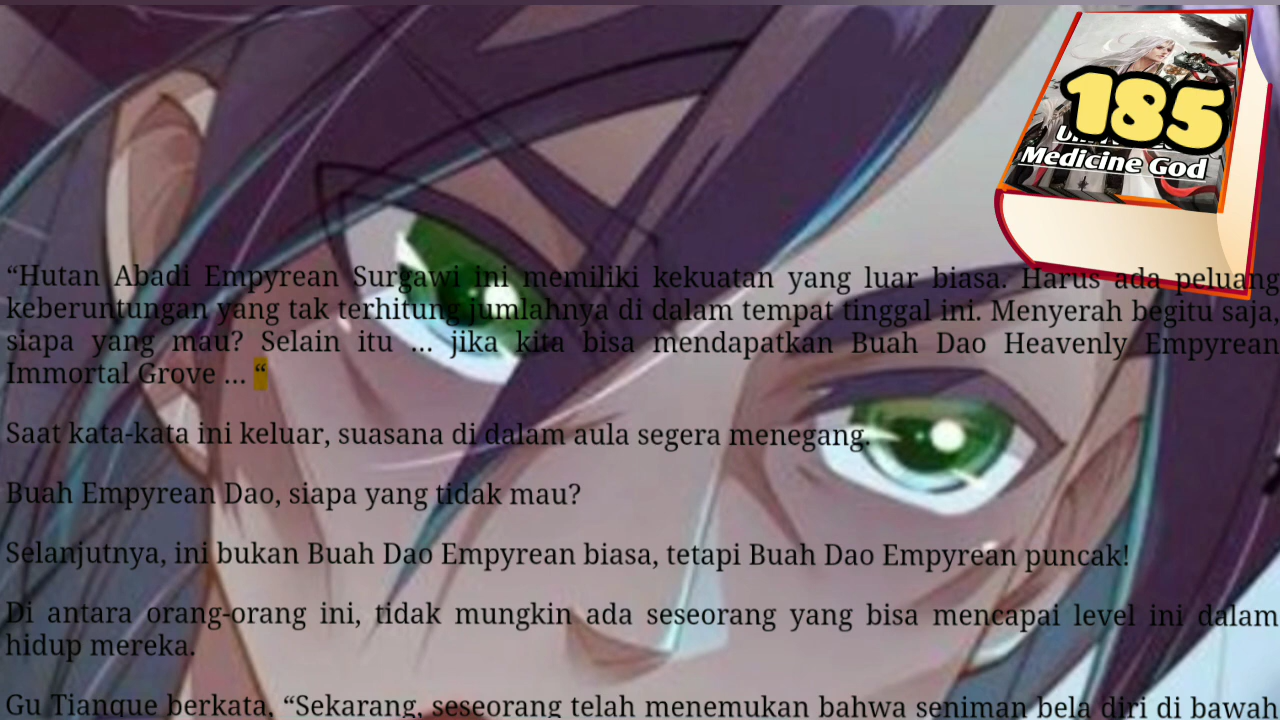 185
Medicine God
“Hutan Abadi Empyrean Surgawi ini memiliki kekuatan yang luar biasa. Harus ada peluang
keberuntungan yang tak terhitung jumlahnya di dalam tempat tinggal ini. Menyerah begitu saja,
siapa yang mau? Selain itu … jika kita bisa mendapatkan Buah Dao Heavenly Empyrean
Immortal Grove … “
Saat kata-kata ini keluar, suasana di dalam aula segera menegang.
Buah Empyrean Dao, siapa yang tidak mau?
Selanjutnya, ini bukan Buah Dao Empyrean biasa, tetapi Buah Dao Empyrean puncak!
Di antara orang-orang ini, tidak mungkin ada seseorang yang bisa mencapai level ini dalam
hidup mereka.
Gu Tianque berkata, “Sekarang, seseorang telah menemukan bahwa seniman bela diri di bawah